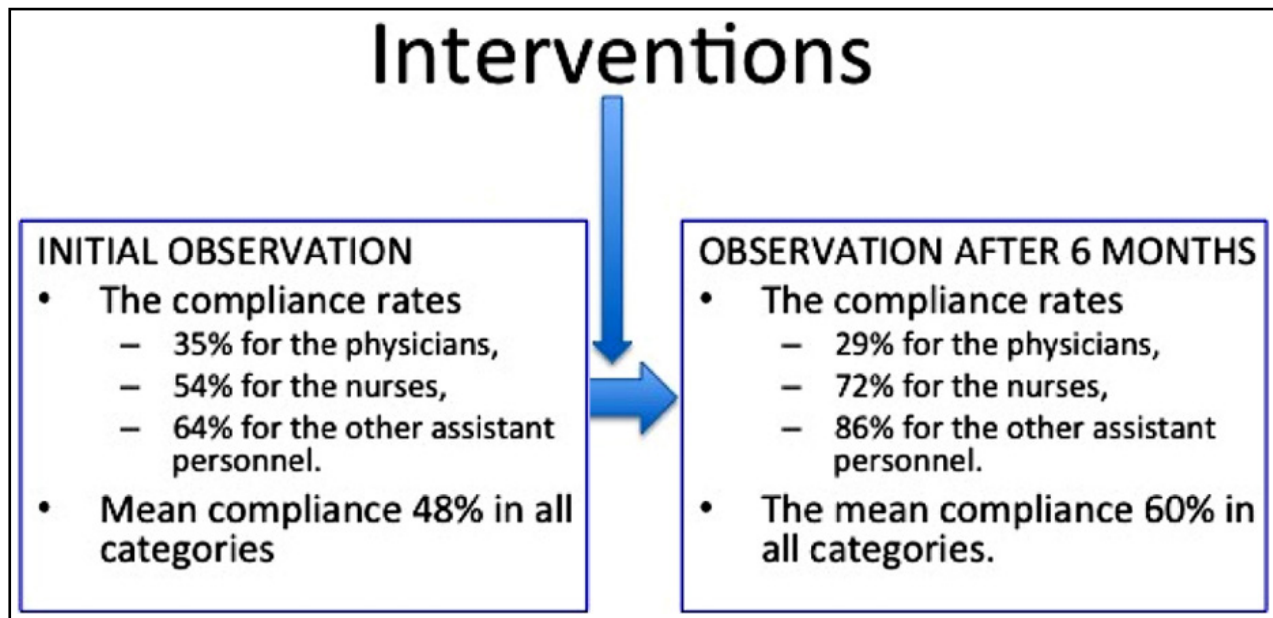 Interventions
INITIAL OBSERVATION
• The compliance rates
– 35% for the physicians,
– 54% for the nurses,
– 64% for the other assistant
personnel.
• Mean compliance 48% in all
categories
OBSERVATION AFTER 6 MONTHS
• The compliance rates
– 29% for the physicians,
– 72% for the nurses,
– 86% for the other assistant
personnel.
• The mean compliance 60% in
all categories.